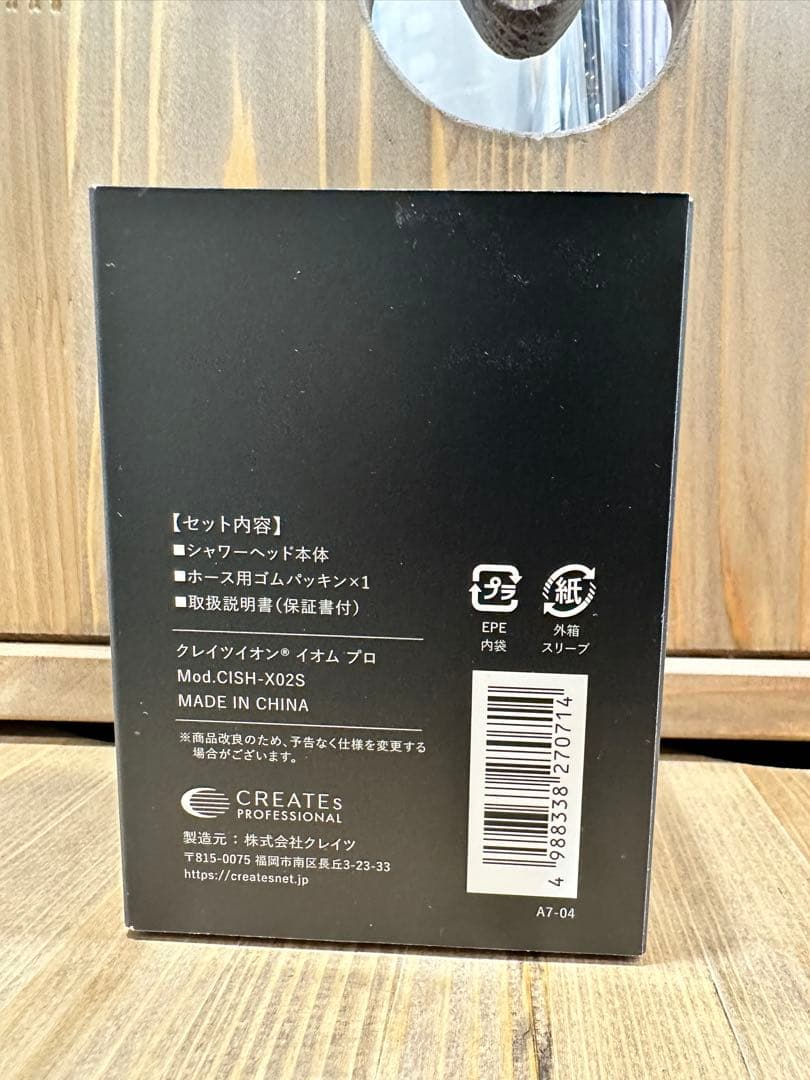 【セット内容】
■シャワーヘッド本体
■ホース用ゴムパッキン×1
■取扱説明書(保証書付)
クレイツイオン® イオム プロ
Mod.CISH-X02S
MADE IN CHINA
※商品改良のため、予告なく仕様を変更する
場合がございます。
CREATEs
PROFESSIONAL
製造元:株式会社クレイツ
〒815-0075 福岡市南区長丘3-23-33
https://createsnet.jp
プラ
EPE
内袋
紙
外箱
スリーブ
4 988338 270714
A7-04